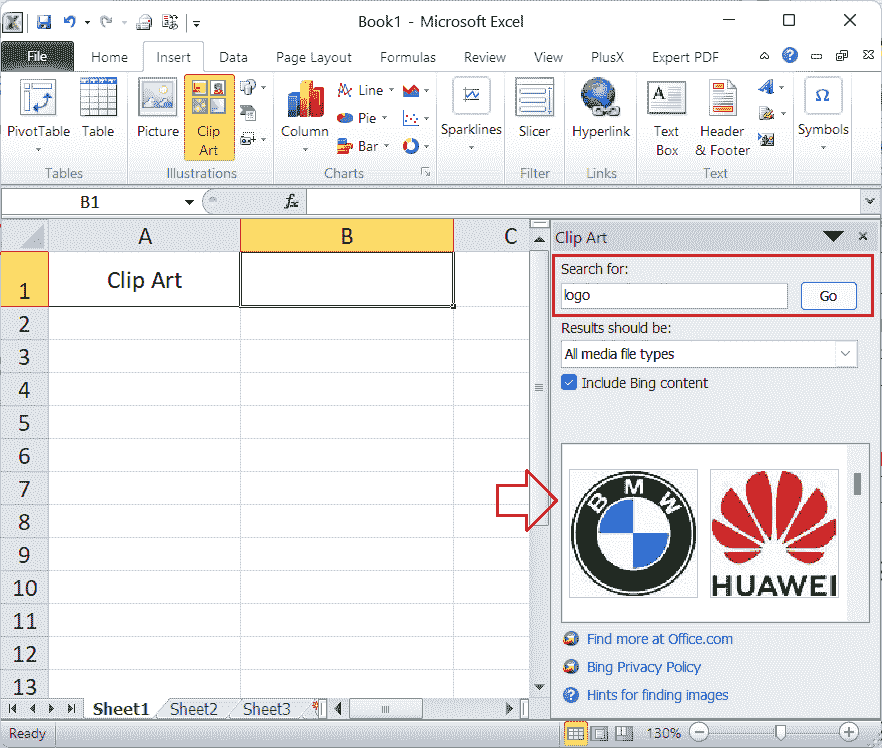 Book1 - Microsoft Excel
File Home Insert Data Page Layout Formulas Review View PlusX Expert PDF
PivotTable Table Picture Clip Art Column Line Pie Bar Sparklines Slicer Hyperlink Text Box Header & Footer Symbols
Tables Illustrations Charts Filter Links Text
B1 fx
A B C
Clip Art
Search for:
logo Go
Results should be:
All media file types
Include Bing content
1 Clip Art
2
3
4
5
6
7
8
9
10
11
12
13
BMW HUAWEI
Find more at Office.com
Bing Privacy Policy
Hints for finding images
Sheet1 Sheet2 Sheet3
Ready 130%